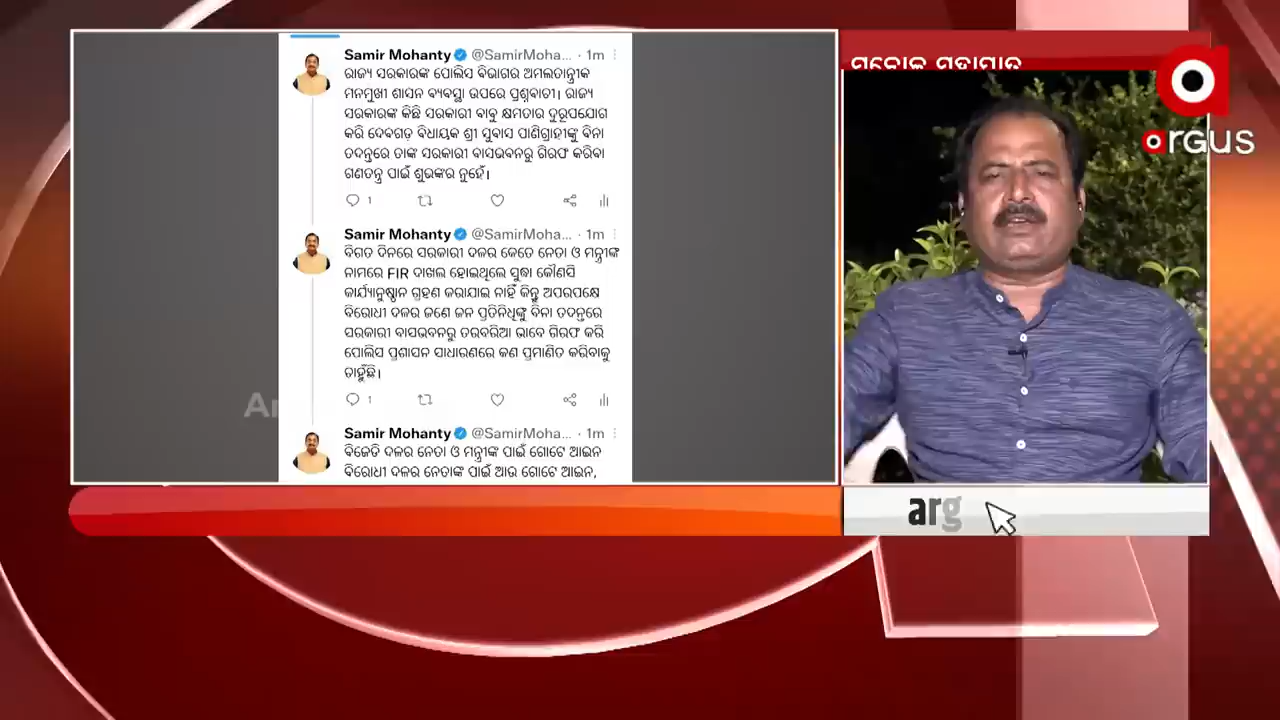 Samir Mohanty @SamirMoha... · 1m
ରାଜ୍ୟ ସରକାରଙ୍କ ପୋଲିସ ବିଭାଗର ଅମଲତାନ୍ତ୍ରୀକ
ମନମୁଖୀ ଶାସନ ବ୍ୟବସ୍ଥା ଉପରେ ପ୍ରଶ୍ନବାଚୀ। ରାଜ୍ୟ
ସରକାରଙ୍କ କିଛି ସରକାରୀ ବାବୁ କ୍ଷମତାର ଦୁରୂପଯୋଗ
କରି ଦେବଗଡ଼ ବିଧାୟକ ଶ୍ରୀ ସୁବାସ ପାଣିଗ୍ରାହୀଙ୍କୁ ବିନା
ତଦନ୍ତରେ ତାଙ୍କ ସରକାରୀ ବାସଭବନରୁ ଗିରଫ କରିବା
ଗଣତନ୍ତ୍ର ପାଇଁ ଶୁଭଙ୍କର ନୁହେଁ।
1
Samir Mohanty @SamirMoha... · 1m
ବିଗତ ଦିନରେ ସରକାରୀ ଦଳର କେତେ ନେତା ଓ ମନ୍ତ୍ରୀଙ୍କ
ନାମରେ FIR ଦାଖଲ ହୋଇଥିଲେ ସୁଦ୍ଧା କୌଣସି
କାର୍ଯ୍ୟାନୁଷ୍ଠାନ ଗ୍ରହଣ କରାଯାଇ ନାହିଁ କିନ୍ତୁ ଅପରପକ୍ଷେ
ବିରୋଧୀ ଦଳର ଜଣେ ଜନ ପ୍ରତିନିଧିଙ୍କୁ ବିନା ତଦନ୍ତରେ
ସରକାରୀ ବାସଭବନରୁ ତରବରିଆ ଭାବେ ଗିରଫ କରି
ପୋଲିସ ପ୍ରଶାସନ ସାଧାରଣରେ କଣ ପ୍ରମାଣିତ କରିବାକୁ
ଚାହୁଁଛି।
1
Samir Mohanty @SamirMoha... · 1m
ବିଜେଡି ଦଳର ନେତା ଓ ମନ୍ତ୍ରୀଙ୍କ ପାଇଁ ଗୋଟେ ଆଇନ
ବିରୋଧୀ ଦଳର ନେତାଙ୍କ ପାଇଁ ଆଉ ଗୋଟେ ଆଇନ,
argus
arg